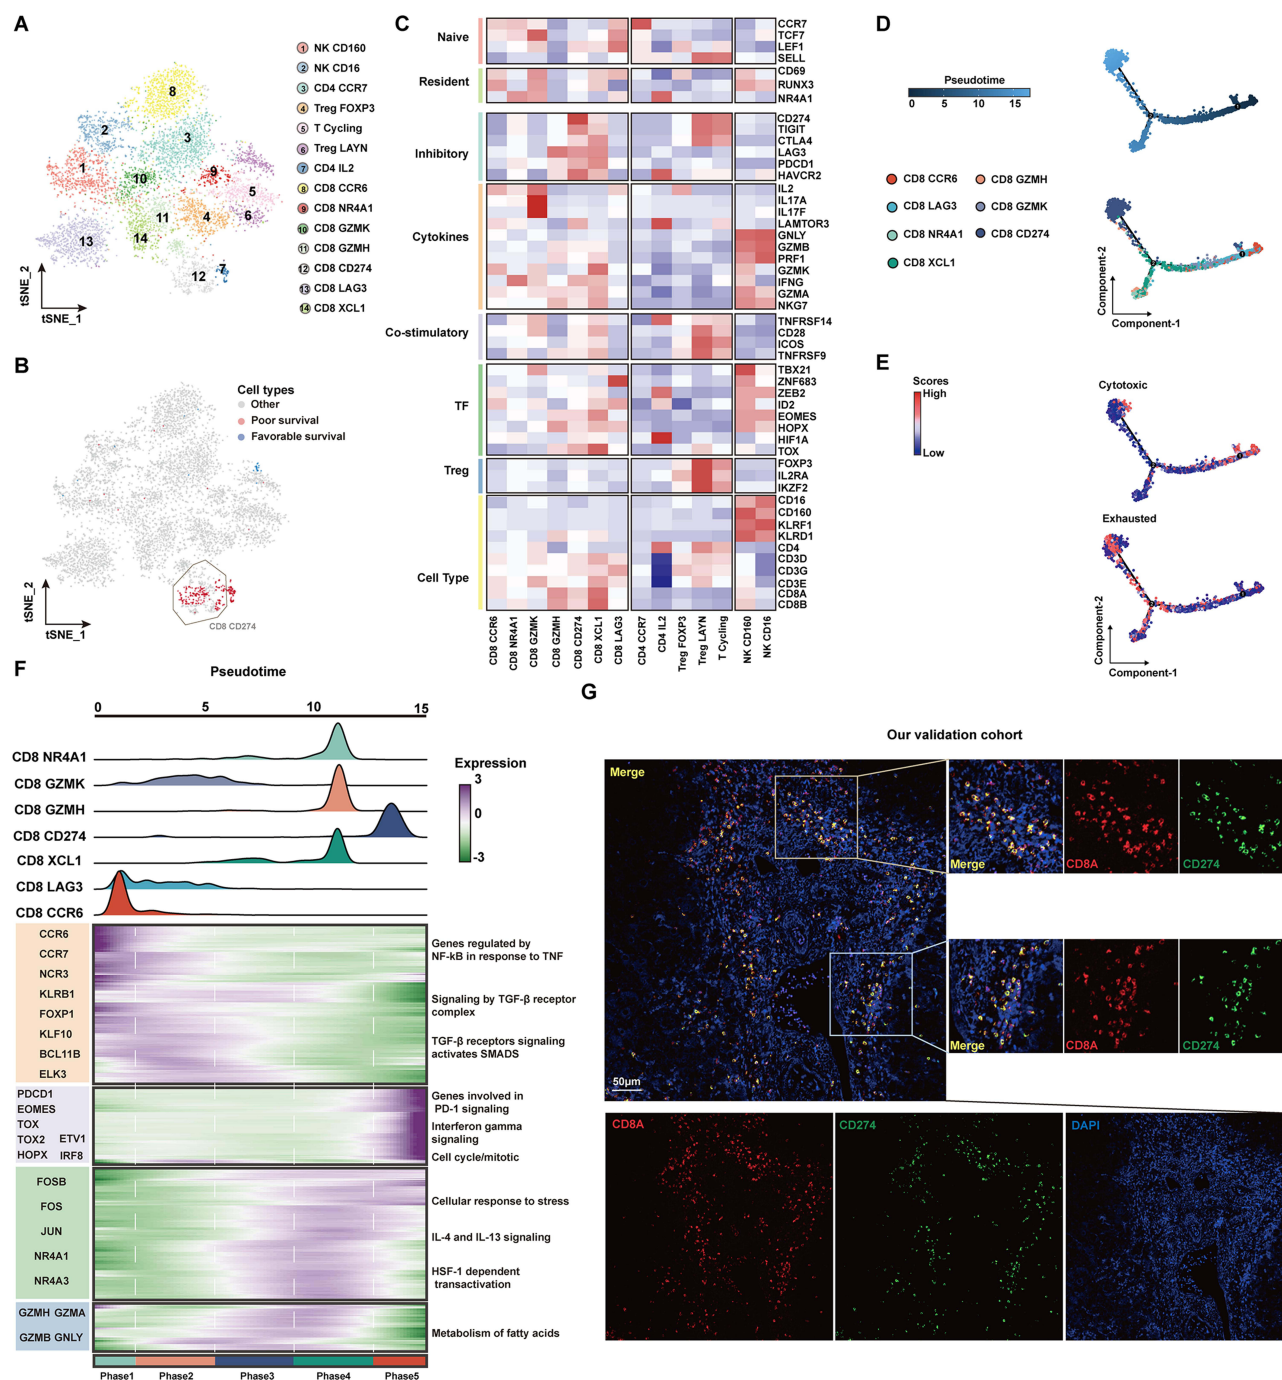 A
1 NK CD160
2 NK CD16
3 CD4 CCR7
4 Treg FOXP3
5 T Cycling
6 Treg LAYN
7 CD4 IL2
8 CD8 CCR6
9 CD8 NR4A1
10 CD8 GZMK
11 CD8 GZMH
12 CD8 CD274
13 CD8 LAG3
14 CD8 XCL1
8
2
3
1
9
10
5
11
4
6
14
13
12
7
tSNE_2
tSNE_1
B
Cell types
Other
Poor survival
Favorable survival
CD8 CD274
tSNE_2
tSNE_1
C
Naive
CCR7
TCF7
LEF1
SELL
Resident
CD69
RUNX3
NR4A1
Inhibitory
CD274
TIGIT
CTLA4
LAG3
PDCD1
HAVCR2
Cytokines
IL2
IL17A
IL17F
LAMTOR3
GNLY
GZMB
PRF1
GZMK
IFNG
GZMA
NKG7
Co-stimulatory
TNFRSF14
CD28
ICOS
TNFRSF9
TF
TBX21
ZNF683
ZEB2
ID2
EOMES
HOPX
HIF1A
TOX
Treg
FOXP3
IL2RA
IKZF2
Cell Type
CD16
CD160
KLRF1
KLRD1
CD4
CD3D
CD3G
CD3E
CD8A
CD8B
CD8 CCR6
CD8 NR4A1
CD8 GZMK
CD8 GZMH
CD8 CD274
CD8 XCL1
CD8 LAG3
CD4 CCR7
CD4 IL2
Treg FOXP3
Treg LAYN
T Cycling
NK CD160
NK CD16
D
Pseudotime
0 5 10 15
CD8 CCR6
CD8 GZMH
CD8 LAG3
CD8 GZMK
CD8 NR4A1
CD8 CD274
CD8 XCL1
Component-2
Component-1
E
Scores
High
Low
Cytotoxic
Exhausted
Component-2
Component-1
F
Pseudotime
0 5 10 15
CD8 NR4A1
CD8 GZMK
CD8 GZMH
CD8 CD274
CD8 XCL1
CD8 LAG3
CD8 CCR6
Expression
3
0
-3
CCR6
CCR7
NCR3
KLRB1
FOXP1
KLF10
BCL11B
ELK3
Genes regulated by
NF-kB in response to TNF
Signaling by TGF-β receptor
complex
TGF-β receptors signaling
activates SMADS
PDCD1
EOMES
TOX
TOX2 ETV1
HOPX IRF8
Genes involved in
PD-1 signaling
Interferon gamma
signaling
Cell cycle/mitotic
FOSB
FOS
JUN
NR4A1
NR4A3
Cellular response to stress
IL-4 and IL-13 signaling
HSF-1 dependent
transactivation
GZMH GZMA
GZMB GNLY
Metabolism of fatty acids
Phase1 Phase2 Phase3 Phase4 Phase5
G
Our validation cohort
Merge
50μm
Merge
CD8A
CD274
Merge
CD8A
CD274
CD8A
CD274
DAPI